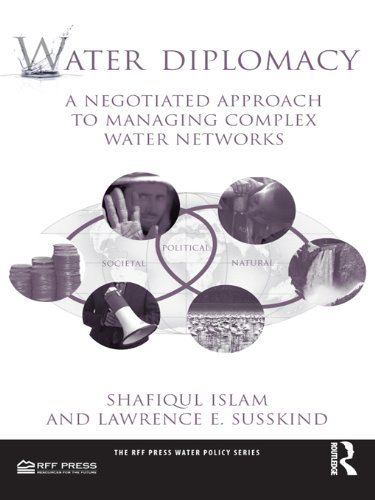 WATER DIPLOMACY
A NEGOTIATED APPROACH
TO MANAGING COMPLEX
WATER NETWORKS
POLITICAL
SOCIETAL
NATURAL
SHAFIQUL ISLAM
AND LAWRENCE E. SUSSKIND
THE RFF PRESS WATER POLICY SERIES
RFF PRESS
RESOURCES FOR THE FUTURE
ROUTLEDGE